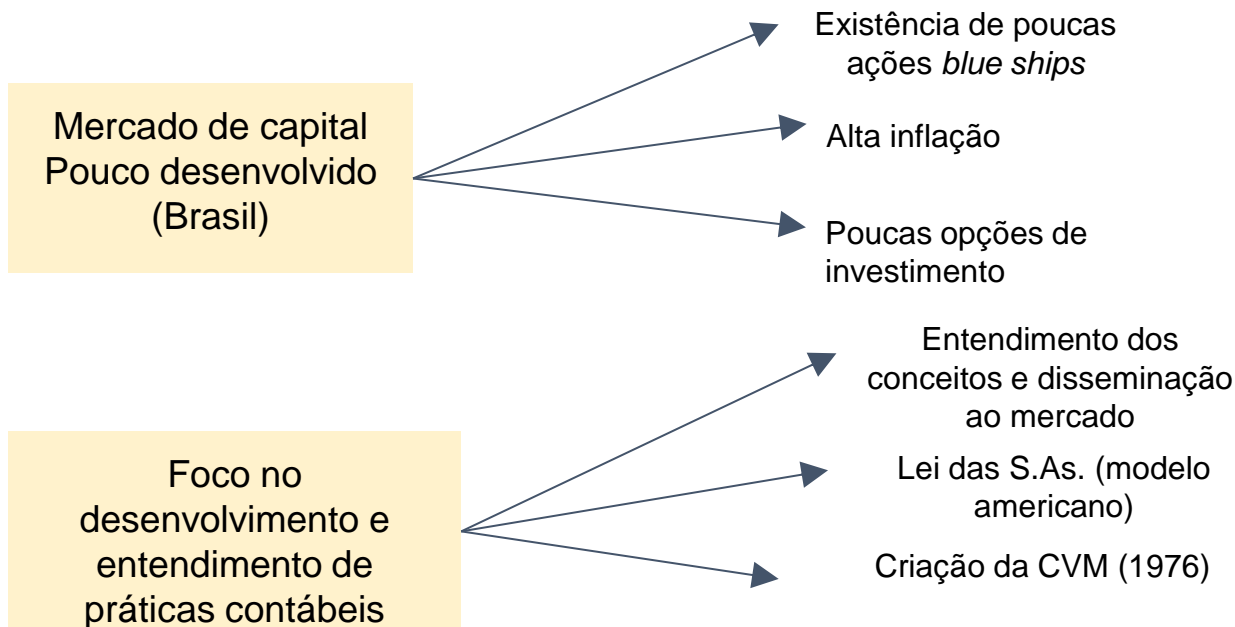 Existência de poucas
ações blue ships
Mercado de capital
Pouco desenvolvido
(Brasil)
Alta inflação
Poucas opções de
investimento
Entendimento dos
conceitos e disseminação
ao mercado
Foco no
desenvolvimento e
entendimento de
práticas contábeis
Lei das S.As. (modelo
americano)
Criação da CVM (1976)